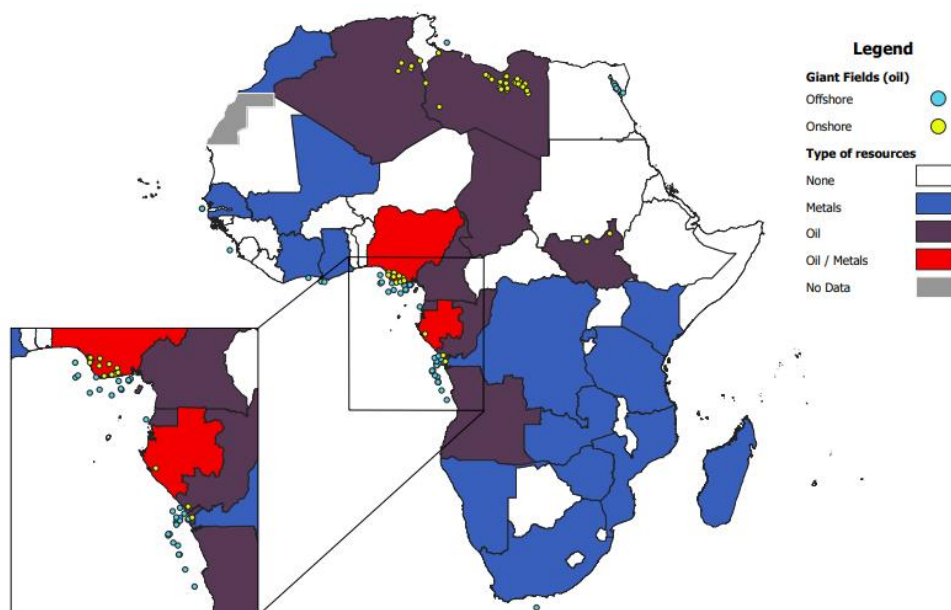 Legend
Giant Fields (oil)
Offshore
Onshore
Type of resources
None
Metals
Oil
Oil / Metals
No Data